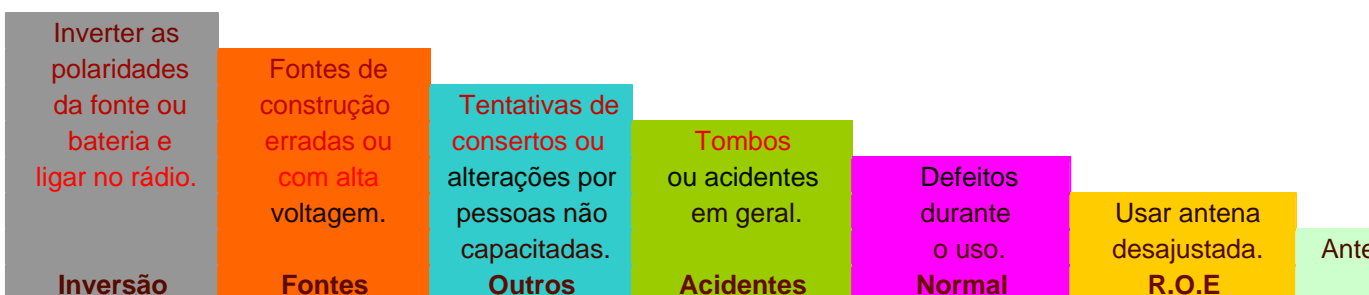 Inverter as
polaridades
da fonte ou
bateria e
ligar no rádio.
Inversão
Fontes de
construção
erradas ou
com alta
voltagem.
Fontes
Tentativas de
consertos ou
alterações por
pessoas não
capacitadas.
Outros
Tombos
ou acidentes
em geral.
Acidentes
Defeitos
durante
o uso.
Normal
Usar antena
desajustada.
R.O.E